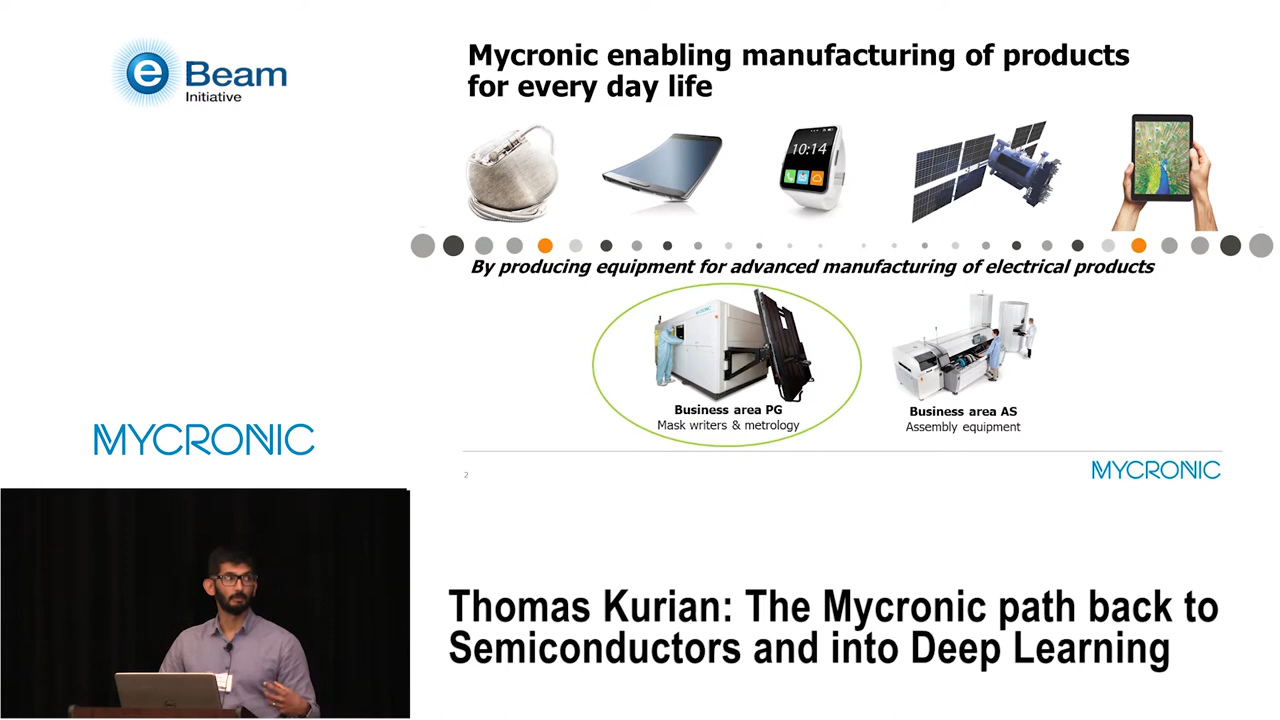 e Beam
Initiative
Mycronic enabling manufacturing of products
for every day life
10:14
By producing equipment for advanced manufacturing of electrical products
MYCRONIC
Business area PG
Mask writers & metrology
Business area AS
Assembly equipment
2
MYCRONIC
MYCRONIC
Thomas Kurian: The Mycronic path back to
Semiconductors and into Deep Learning